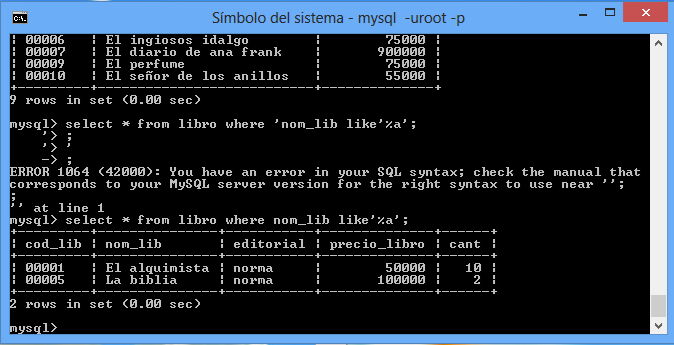 Símbolo del sistema - mysql -uroot -p
| 00006 | El ingiosos idalgo | 75000 |
| 00007 | El diario de ana frank | 900000 |
| 00009 | El perfume | 75000 |
| 00010 | El señor de los anillos | 55000 |
+---------+-------------------------+--------------+
9 rows in set (0.00 sec)
mysql> select * from libro where 'nom_lib like'%a';
'> ;
'> '
-> ;
ERROR 1064 (42000): You have an error in your SQL syntax; check the manual that
corresponds to your MySQL server version for the right syntax to use near '';
;
'' at line 1
mysql> select * from libro where nom_lib like'%a';
+---------+--------------+-----------+--------------+------+
| cod_lib | nom_lib | editorial | precio_libro | cant |
+---------+--------------+-----------+--------------+------+
| 00001 | El alquimista | norma | 50000 | 10 |
| 00005 | La biblia | norma | 100000 | 2 |
+---------+--------------+-----------+--------------+------+
2 rows in set (0.00 sec)
mysql>